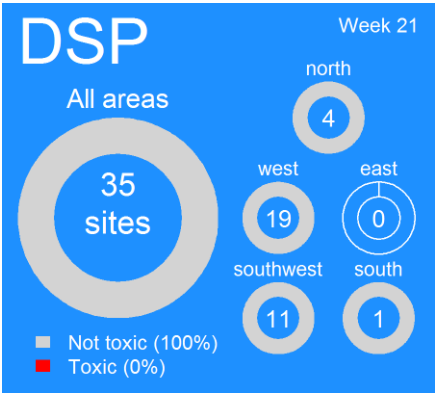 DSP
Week 21
All areas
35
sites
north
4
west
19
east
0
southwest
11
south
1
Not toxic (100%)
Toxic (0%)